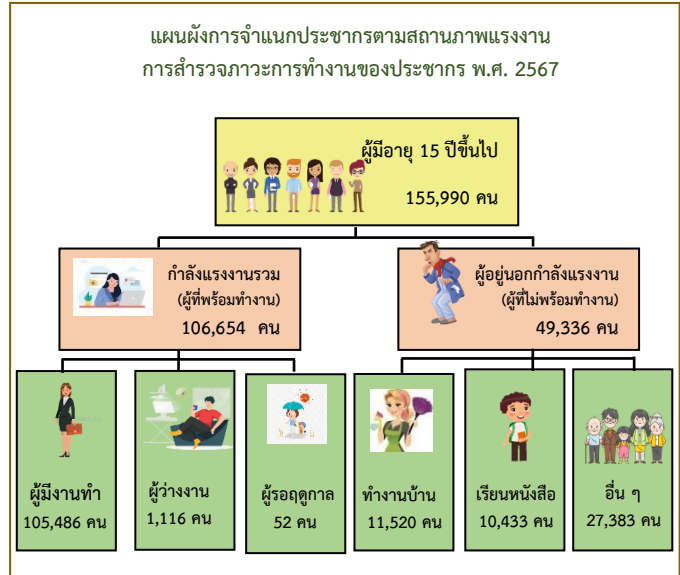 แผนผังการจำแนกประชากรตามสถานภาพแรงงาน
การสำรวจภาวะการทำงานของประชากร พ.ศ. 2567
ผู้มีอายุ 15 ปีขึ้นไป
155,990 คน
กำลังแรงงานรวม
(ผู้ที่พร้อมทำงาน)
106,654 คน
ผู้อยู่นอกกำลังแรงงาน
(ผู้ที่ไม่พร้อมทำงาน)
49,336 คน
ผู้มีงานทำ
105,486 คน
ผู้ว่างงาน
1,116 คน
ผู้รอฤดูกาล
52 คน
ทำงานบ้าน
11,520 คน
เรียนหนังสือ
10,433 คน
อื่น ๆ
27,383 คน